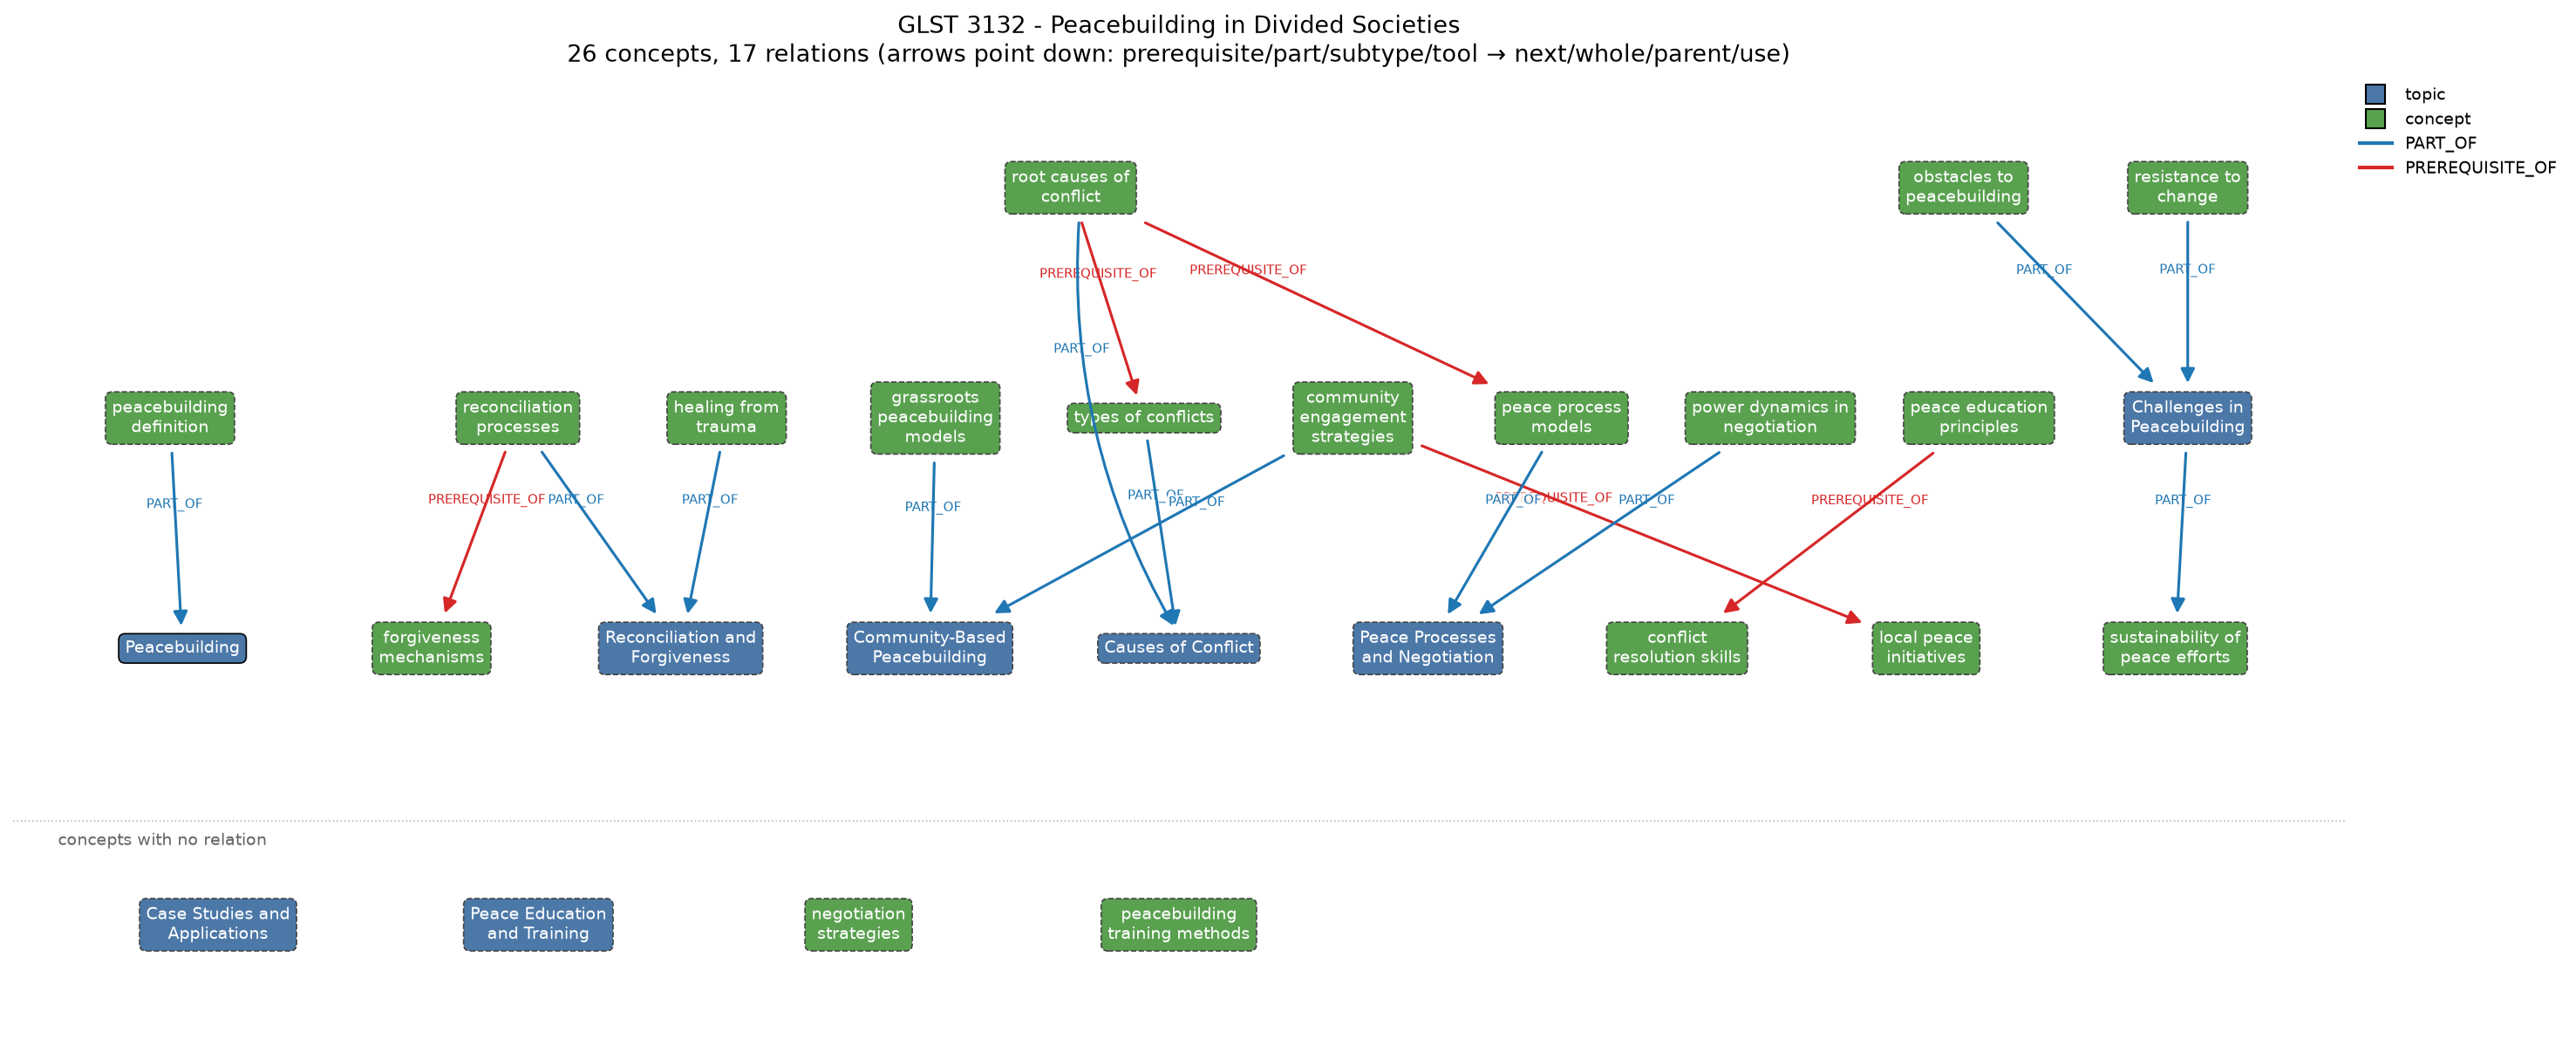 GLST 3132 - Peacebuilding in Divided Societies
26 concepts, 17 relations (arrows point down: prerequisite/part/subtype/tool → next/whole/parent/use)
topic
concept
PART_OF
PREREQUISITE_OF
root causes of
conflict
obstacles to
peacebuilding
resistance to
change
PREREQUISITE_OF
PREREQUISITE_OF
PART_OF
PART_OF
PART_OF
peacebuilding
definition
reconciliation
processes
healing from
trauma
grassroots
peacebuilding
models
types of conflicts
community
engagement
strategies
peace process
models
power dynamics in
negotiation
peace education
principles
Challenges in
Peacebuilding
PART_OF
PREREQUISITE_OF
PART_OF
PART_OF
PART_OF
PART_OF
PART_OF
PART_OF
PREREQUISITE_OF
PART_OF
PREREQUISITE_OF
PART_OF
Peacebuilding
forgiveness
mechanisms
Reconciliation and
Forgiveness
Community-Based
Peacebuilding
Causes of Conflict
Peace Processes
and Negotiation
conflict
resolution skills
local peace
initiatives
sustainability of
peace efforts
concepts with no relation
Case Studies and
Applications
Peace Education
and Training
negotiation
strategies
peacebuilding
training methods